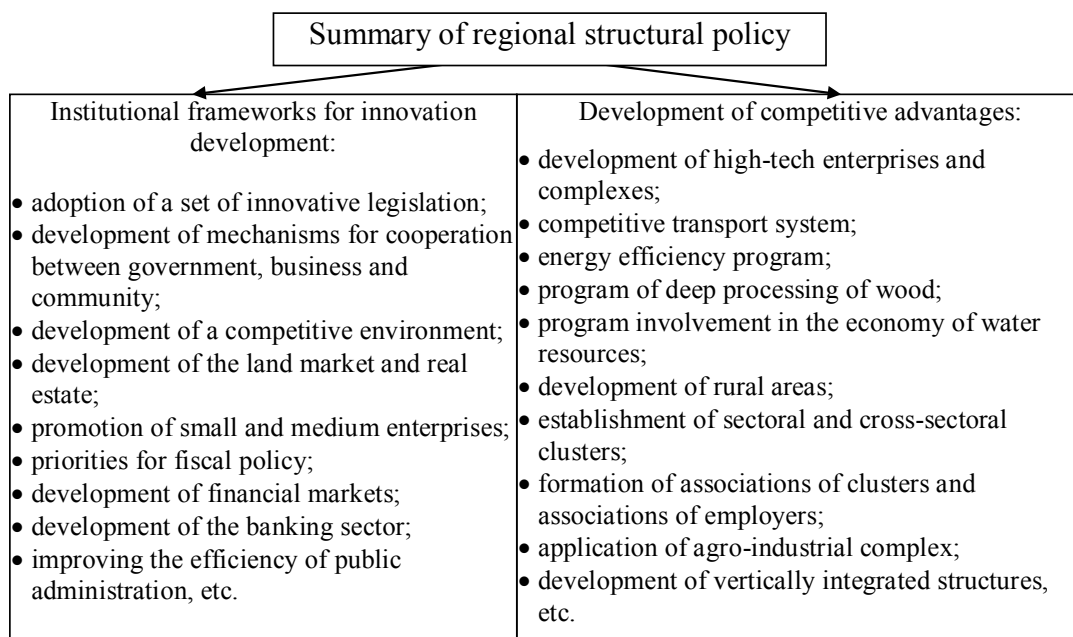 Summary of regional structural policy
Institutional frameworks for innovation
development:
• adoption of a set of innovative legislation;
• development of mechanisms for cooperation
between government, business and
community;
• development of a competitive environment;
• development of the land market and real
estate;
• promotion of small and medium enterprises;
• priorities for fiscal policy;
• development of financial markets;
• development of the banking sector;
• improving the efficiency of public
administration, etc.
Development of competitive advantages:
• development of high-tech enterprises and
complexes;
• competitive transport system;
• energy efficiency program;
• program of deep processing of wood;
• program involvement in the economy of water
resources;
• development of rural areas;
• establishment of sectoral and cross-sectoral
clusters;
• formation of associations of clusters and
associations of employers;
• application of agro-industrial complex;
• development of vertically integrated structures,
etc.